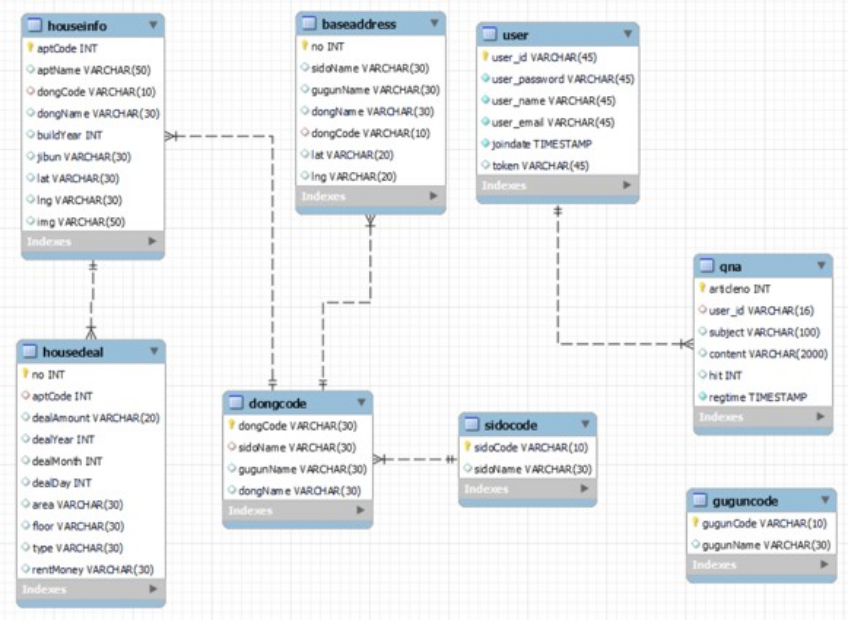 houseinfo
aptCode INT
aptName VARCHAR(50)
dongCode VARCHAR(10)
dongName VARCHAR(30)
buildYear INT
jibun VARCHAR(30)
lat VARCHAR(30)
lng VARCHAR(30)
img VARCHAR(50)
Indexes
baseaddress
no INT
sidoName VARCHAR(30)
gugunName VARCHAR(30)
dongName VARCHAR(30)
dongCode VARCHAR(10)
lat VARCHAR(20)
lng VARCHAR(20)
Indexes
user
user_id VARCHAR(45)
user_password VARCHAR(45)
user_name VARCHAR(45)
user_email VARCHAR(45)
joindate TIMESTAMP
token VARCHAR(45)
Indexes
qna
articleno INT
user_id VARCHAR(16)
subject VARCHAR(100)
content VARCHAR(2000)
hit INT
regtime TIMESTAMP
Indexes
housedeal
no INT
aptCode INT
dealAmount VARCHAR(20)
dealYear INT
dealMonth INT
dealDay INT
area VARCHAR(30)
floor VARCHAR(30)
type VARCHAR(30)
rentMoney VARCHAR(30)
Indexes
dongcode
dongCode VARCHAR(30)
sidoName VARCHAR(30)
gugunName VARCHAR(30)
dongName VARCHAR(30)
Indexes
sidocode
sidoCode VARCHAR(10)
sidoName VARCHAR(30)
Indexes
guguncode
gugunCode VARCHAR(10)
gugunName VARCHAR(30)
Indexes